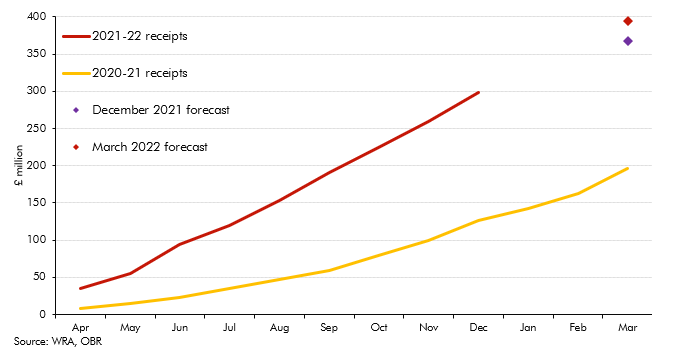 400
350
300
250
200
150
100
50
0
£ million
2021-22 receipts
2020-21 receipts
December 2021 forecast
March 2022 forecast
Apr May Jun Jul Aug Sep Oct Nov Dec Jan Feb Mar
Source: WRA, OBR